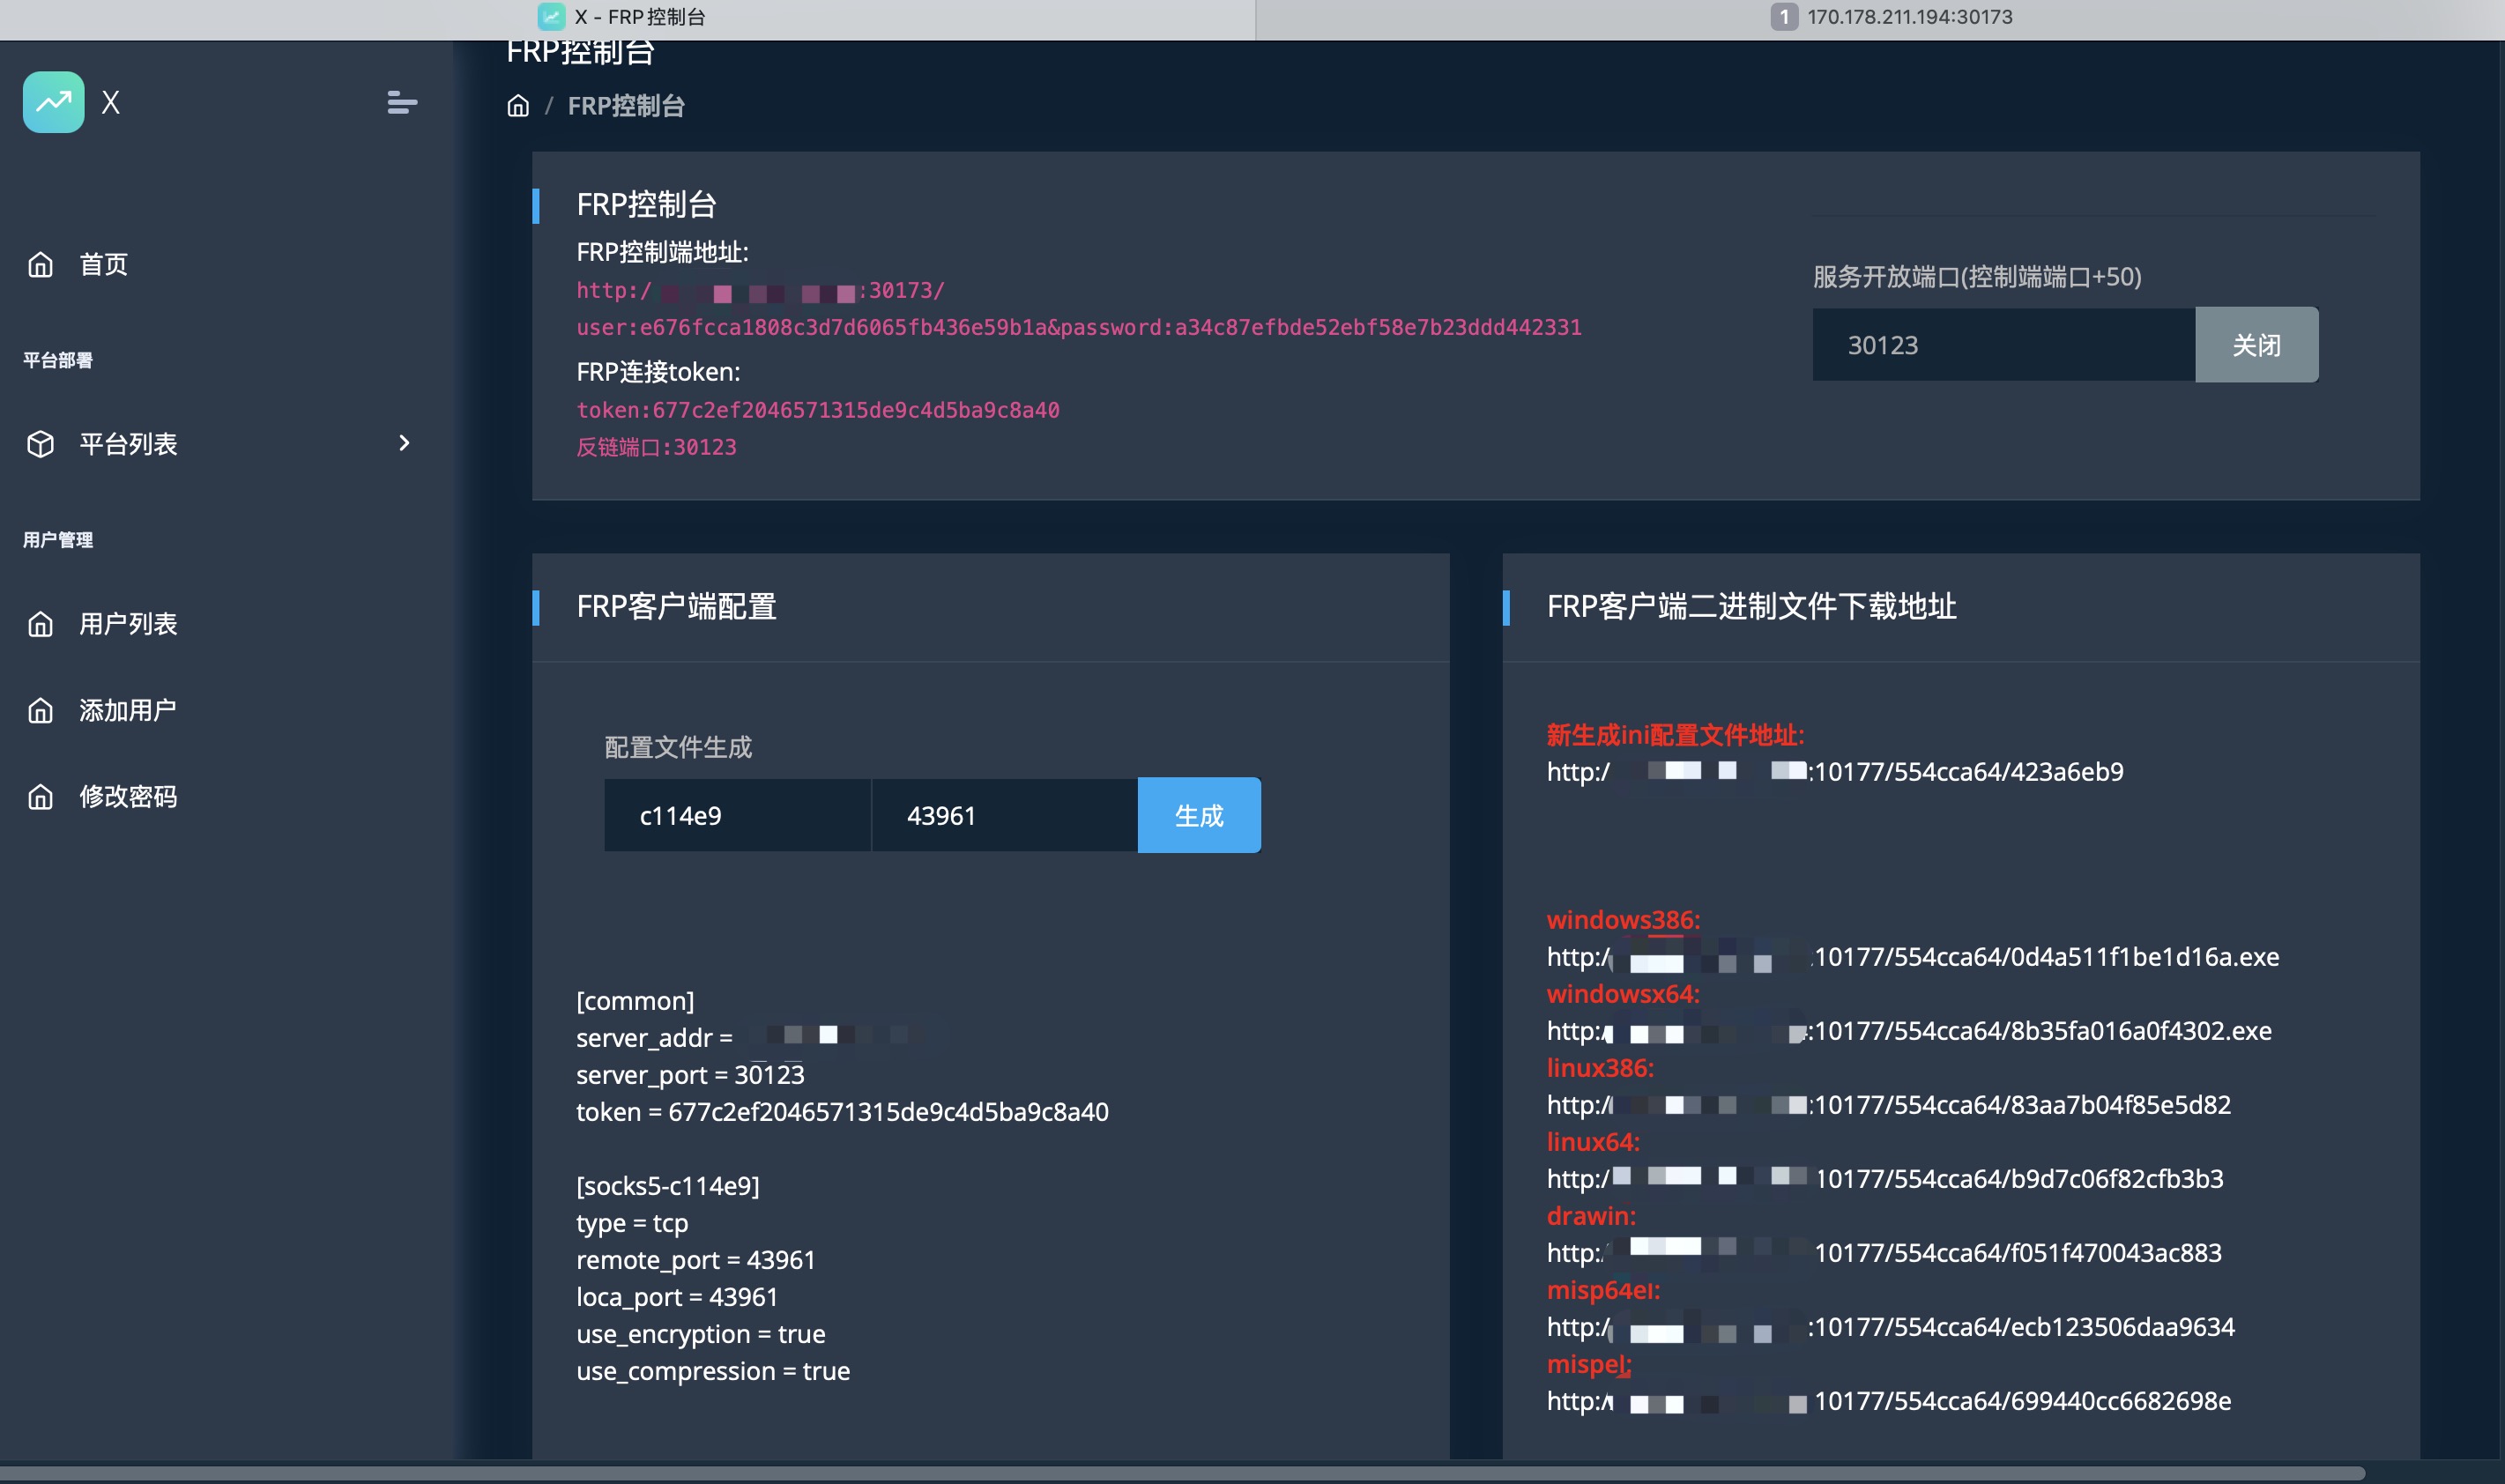 X - FRP控制台
1 170.178.211.194:30173
X
首页
平台部署
平台列表
用户管理
用户列表
添加用户
修改密码
FRP控制台
/ FRP控制台
FRP控制台
FRP控制端地址:
http:/ :30173/
user:e676fcca1808c3d7d6065fb436e59b1a&password:a34c87efbde52ebf58e7b23ddd442331
FRP连接token:
token:677c2ef2046571315de9c4d5ba9c8a40
反链端口:30123
服务开放端口(控制端端口+50)
30123 关闭
FRP客户端配置
配置文件生成
c114e9 43961 生成
[common]
server_addr =
server_port = 30123
token = 677c2ef2046571315de9c4d5ba9c8a40
[socks5-c114e9]
type = tcp
remote_port = 43961
loca_port = 43961
use_encryption = true
use_compression = true
FRP客户端二进制文件下载地址
新生成ini配置文件地址:
http:/ :10177/554cca64/423a6eb9
windows386:
http:/ 10177/554cca64/0d4a511f1be1d16a.exe
windowsx64:
http:/ :10177/554cca64/8b35fa016a0f4302.exe
linux386:
http:/ :10177/554cca64/83aa7b04f85e5d82
linux64:
http:/ 10177/554cca64/b9d7c06f82cfb3b3
drawin:
http:/ 10177/554cca64/f051f470043ac883
misp64el:
http:/ :10177/554cca64/ecb123506daa9634
mispel:
http:/ 10177/554cca64/699440cc6682698e